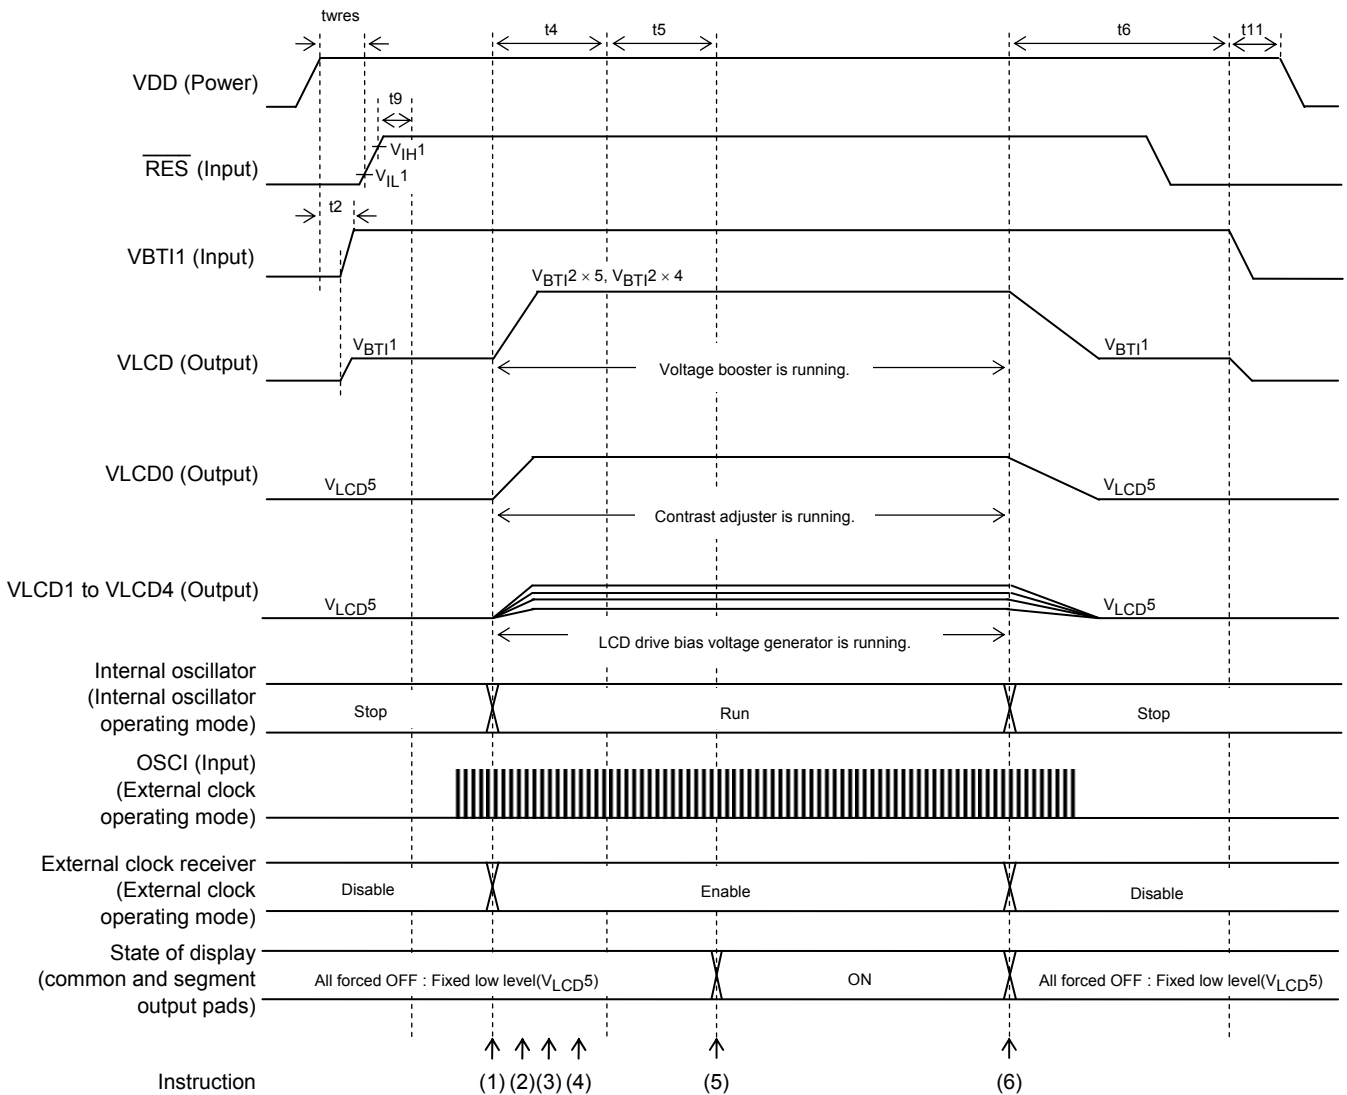 twres
t4
t5
t6
t11
VDD (Power)
t9
VIH1
RES (Input)
VIL1
t2
VBTI1 (Input)
VBTI2 × 5, VBTI2 × 4
VBTI1
VBTI1
VLCD (Output)
Voltage booster is running.
VLCD0 (Output)
VLCD5
VLCD5
Contrast adjuster is running.
VLCD1 to VLCD4 (Output)
VLCD5
VLCD5
LCD drive bias voltage generator is running.
Internal oscillator
(Internal oscillator
operating mode)
Stop
Run
Stop
OSCI (Input)
(External clock
operating mode)
External clock receiver
(External clock
operating mode)
Disable
Enable
Disable
State of display
(common and segment
output pads)
All forced OFF : Fixed low level(VLCD5)
ON
All forced OFF : Fixed low level(VLCD5)
Instruction
(1) (2) (3) (4)
(5)
(6)